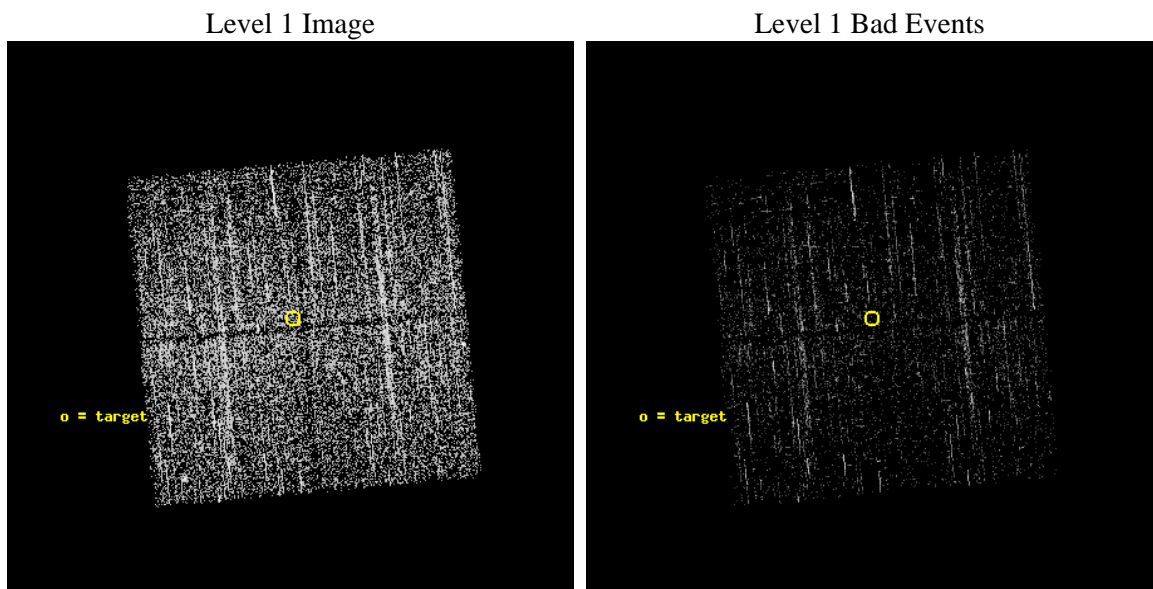 Level 1 Image
Level 1 Bad Events
o = target
o = target